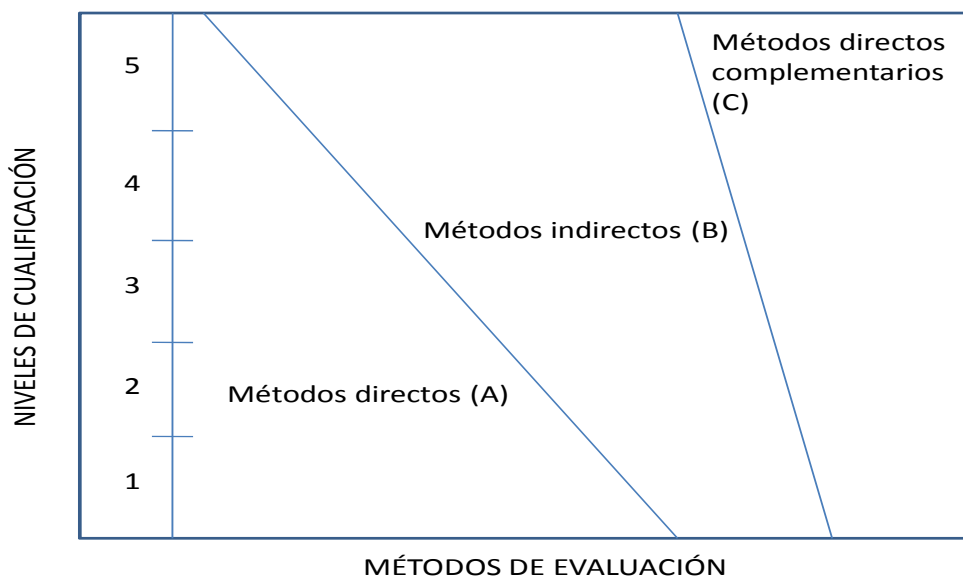 NIVELES DE CUALIFICACIÓN
5
4
3
2
1
Métodos directos
complementarios
(C)
Métodos indirectos (B)
Métodos directos (A)
MÉTODOS DE EVALUACIÓN